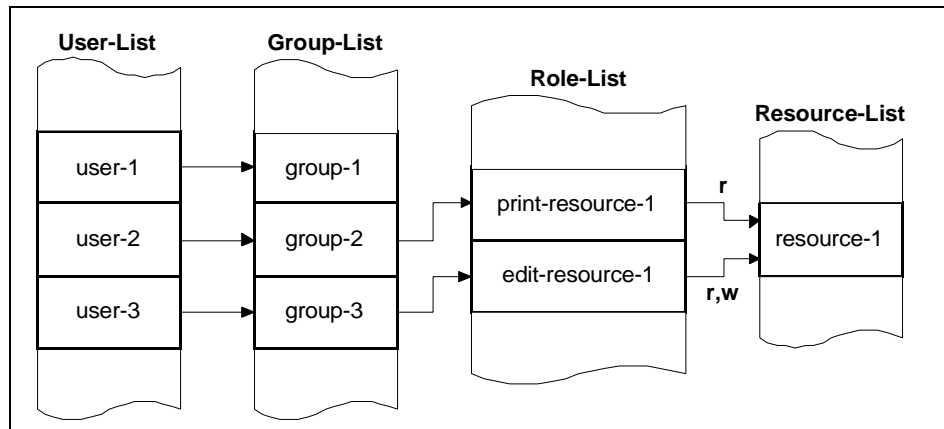 User-List
Group-List
Role-List
Resource-List
user-1
group-1
print-resource-1
r
user-2
group-2
resource-1
edit-resource-1
r,w
user-3
group-3